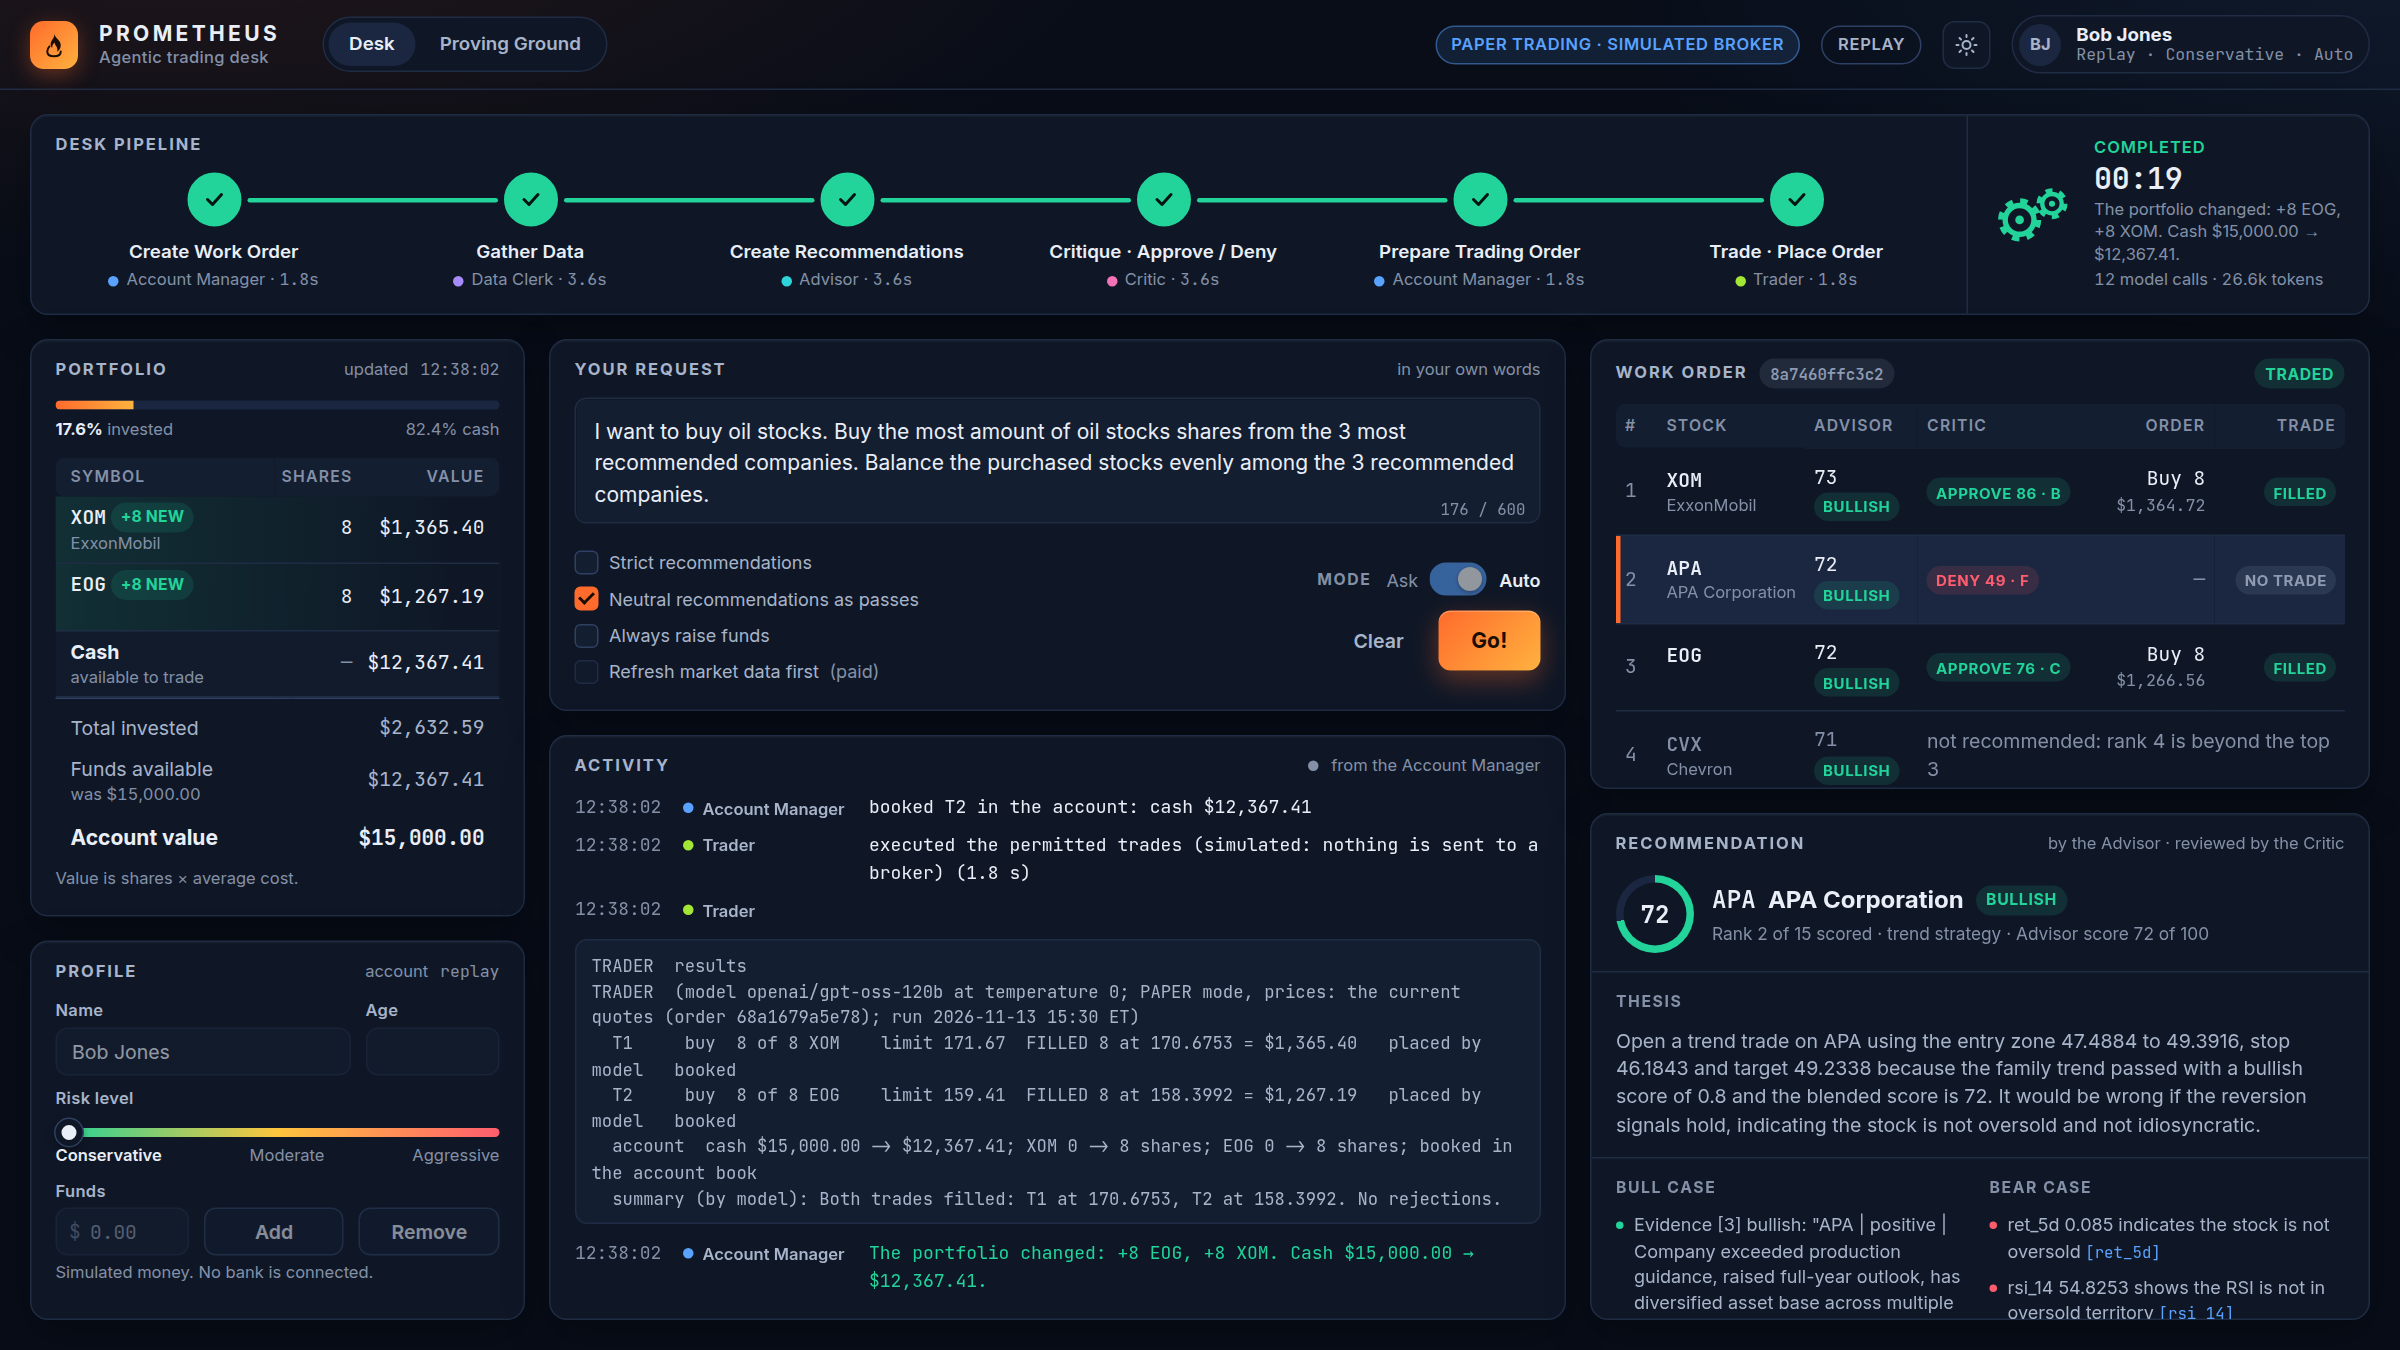 PROMETHEUS
Agentic trading desk
Desk
Proving Ground
PAPER TRADING · SIMULATED BROKER
REPLAY
BJ
Bob Jones
Replay · Conservative · Auto
DESK PIPELINE
Create Work Order
Account Manager · 1.8s
Gather Data
Data Clerk · 3.6s
Create Recommendations
Advisor · 3.6s
Critique · Approve / Deny
Critic · 3.6s
Prepare Trading Order
Account Manager · 1.8s
Trade · Place Order
Trader · 1.8s
COMPLETED
00:19
The portfolio changed: +8 EOG,
+8 XOM. Cash $15,000.00 →
$12,367.41.
12 model calls · 26.6k tokens
PORTFOLIO
updated 12:38:02
17.6% invested
82.4% cash
SYMBOL SHARES VALUE
XOM +8 NEW
ExxonMobil
8 $1,365.40
EOG +8 NEW
8 $1,267.19
Cash
available to trade
— $12,367.41
Total invested $2,632.59
Funds available
was $15,000.00
$12,367.41
Account value $15,000.00
Value is shares × average cost.
PROFILE
account replay
Name
Age
Bob Jones
Risk level
Conservative Moderate Aggressive
Funds
$ 0.00
Add
Remove
Simulated money. No bank is connected.
YOUR REQUEST
in your own words
I want to buy oil stocks. Buy the most amount of oil stocks shares from the 3 most
recommended companies. Balance the purchased stocks evenly among the 3 recommended
companies.
176 / 600
Strict recommendations
Neutral recommendations as passes
Always raise funds
Refresh market data first (paid)
MODE Ask Auto
Clear
Go!
ACTIVITY
from the Account Manager
12:38:02 Account Manager booked T2 in the account: cash $12,367.41
12:38:02 Trader executed the permitted trades (simulated: nothing is sent to a
broker) (1.8 s)
12:38:02 Trader
TRADER results
TRADER (model openai/gpt-oss-120b at temperature 0; PAPER mode, prices: the current
quotes (order 68a1679a5e78); run 2026-11-13 15:30 ET)
T1 buy 8 of 8 XOM limit 171.67 FILLED 8 at 170.6753 = $1,365.40 placed by
model booked
T2 buy 8 of 8 EOG limit 159.41 FILLED 8 at 158.3992 = $1,267.19 placed by
model booked
account cash $15,000.00 → $12,367.41; XOM 0 → 8 shares; EOG 0 → 8 shares; booked in
the account book
summary (by model): Both trades filled: T1 at 170.6753, T2 at 158.3992. No rejections.
12:38:02 Account Manager The portfolio changed: +8 EOG, +8 XOM. Cash $15,000.00 →
$12,367.41.
WORK ORDER 8a7460ffc3c2
TRADED
# STOCK ADVISOR CRITIC ORDER TRADE
1 XOM
ExxonMobil
73
BULLISH
APPROVE 86 · B
Buy 8
$1,364.72
FILLED
2 APA
APA Corporation
72
BULLISH
DENY 49 · F
—
NO TRADE
3 EOG
72
BULLISH
APPROVE 76 · C
Buy 8
$1,266.56
FILLED
4 CVX
Chevron
71
BULLISH
not recommended: rank 4 is beyond the top
3
RECOMMENDATION
by the Advisor · reviewed by the Critic
72
APA APA Corporation BULLISH
Rank 2 of 15 scored · trend strategy · Advisor score 72 of 100
THESIS
Open a trend trade on APA using the entry zone 47.4884 to 49.3916, stop
46.1843 and target 49.2338 because the family trend passed with a bullish
score of 0.8 and the blended score is 72. It would be wrong if the reversion
signals hold, indicating the stock is not oversold and not idiosyncratic.
BULL CASE
Evidence [3] bullish: "APA | positive |
Company exceeded production
guidance, raised full-year outlook, has
diversified asset base across multiple
BEAR CASE
ret_5d 0.085 indicates the stock is not
oversold [ret_5d]
rsi_14 54.8253 shows the RSI is not in
oversold territory [rsi_14]